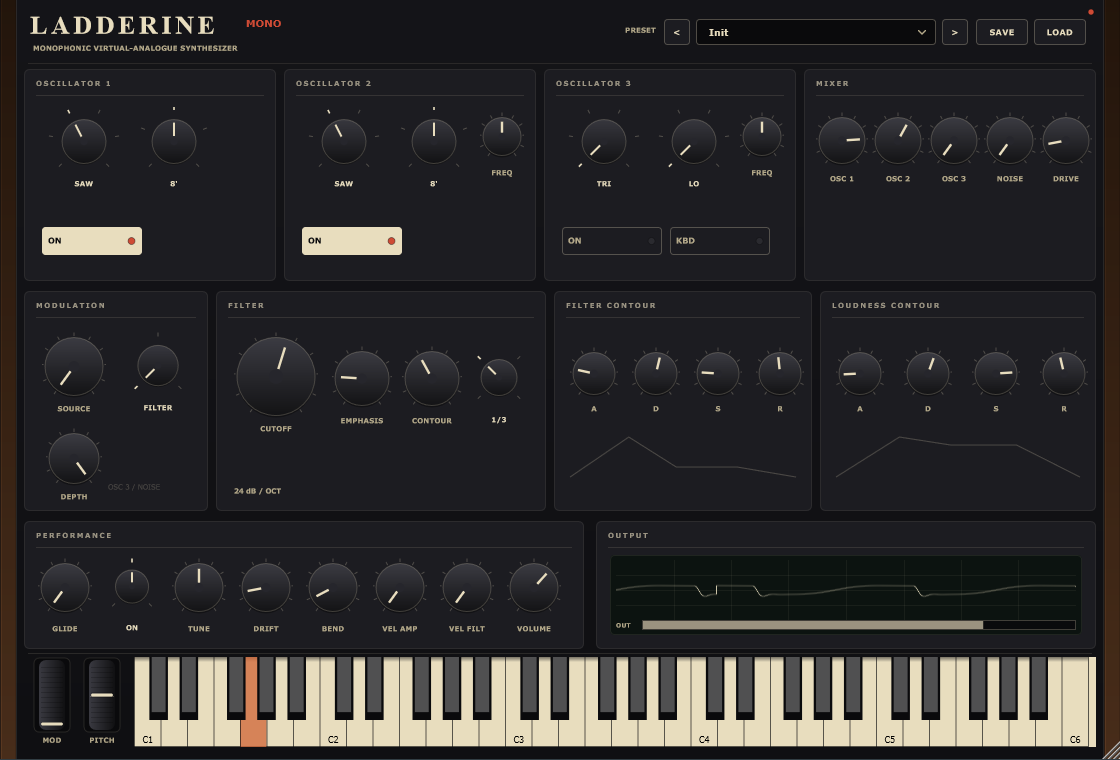 LADDERINE
MONO
MONOPHONIC VIRTUAL-ANALOGUE SYNTHESIZER
PRESET < Init > SAVE LOAD
OSCILLATOR 1
SAW 8'
ON
OSCILLATOR 2
SAW 8' FREQ
ON
OSCILLATOR 3
TRI LO FREQ
ON KBD
MIXER
OSC 1 OSC 2 OSC 3 NOISE DRIVE
MODULATION
SOURCE FILTER
DEPTH OSC 3 / NOISE
FILTER
CUTOFF EMPHASIS CONTOUR 1/3
24 dB / OCT
FILTER CONTOUR
A D S R
LOUDNESS CONTOUR
A D S R
PERFORMANCE
GLIDE ON TUNE DRIFT BEND VEL AMP VEL FILT VOLUME
OUTPUT
OUT
MOD PITCH
C1 C2 C3 C4 C5 C6